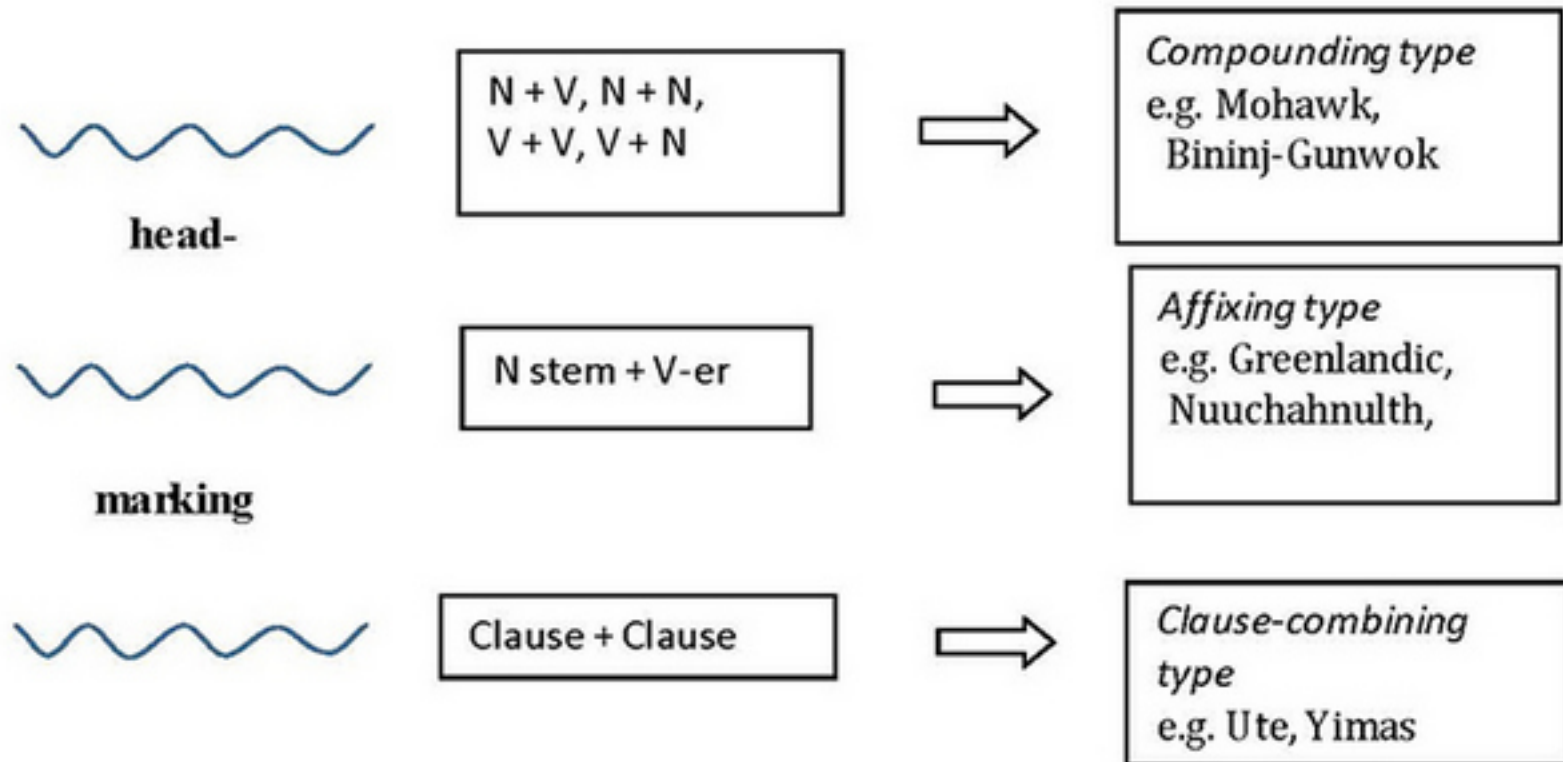 N + V, N + N,
V + V, V + N
Compounding type
e.g. Mohawk,
Bininj-Gunwok
head-
N stem + V-er
Affixing type
e.g. Greenlandic,
Nuuchahnulth,
marking
Clause + Clause
Clause-combining
type
e.g. Ute, Yimas